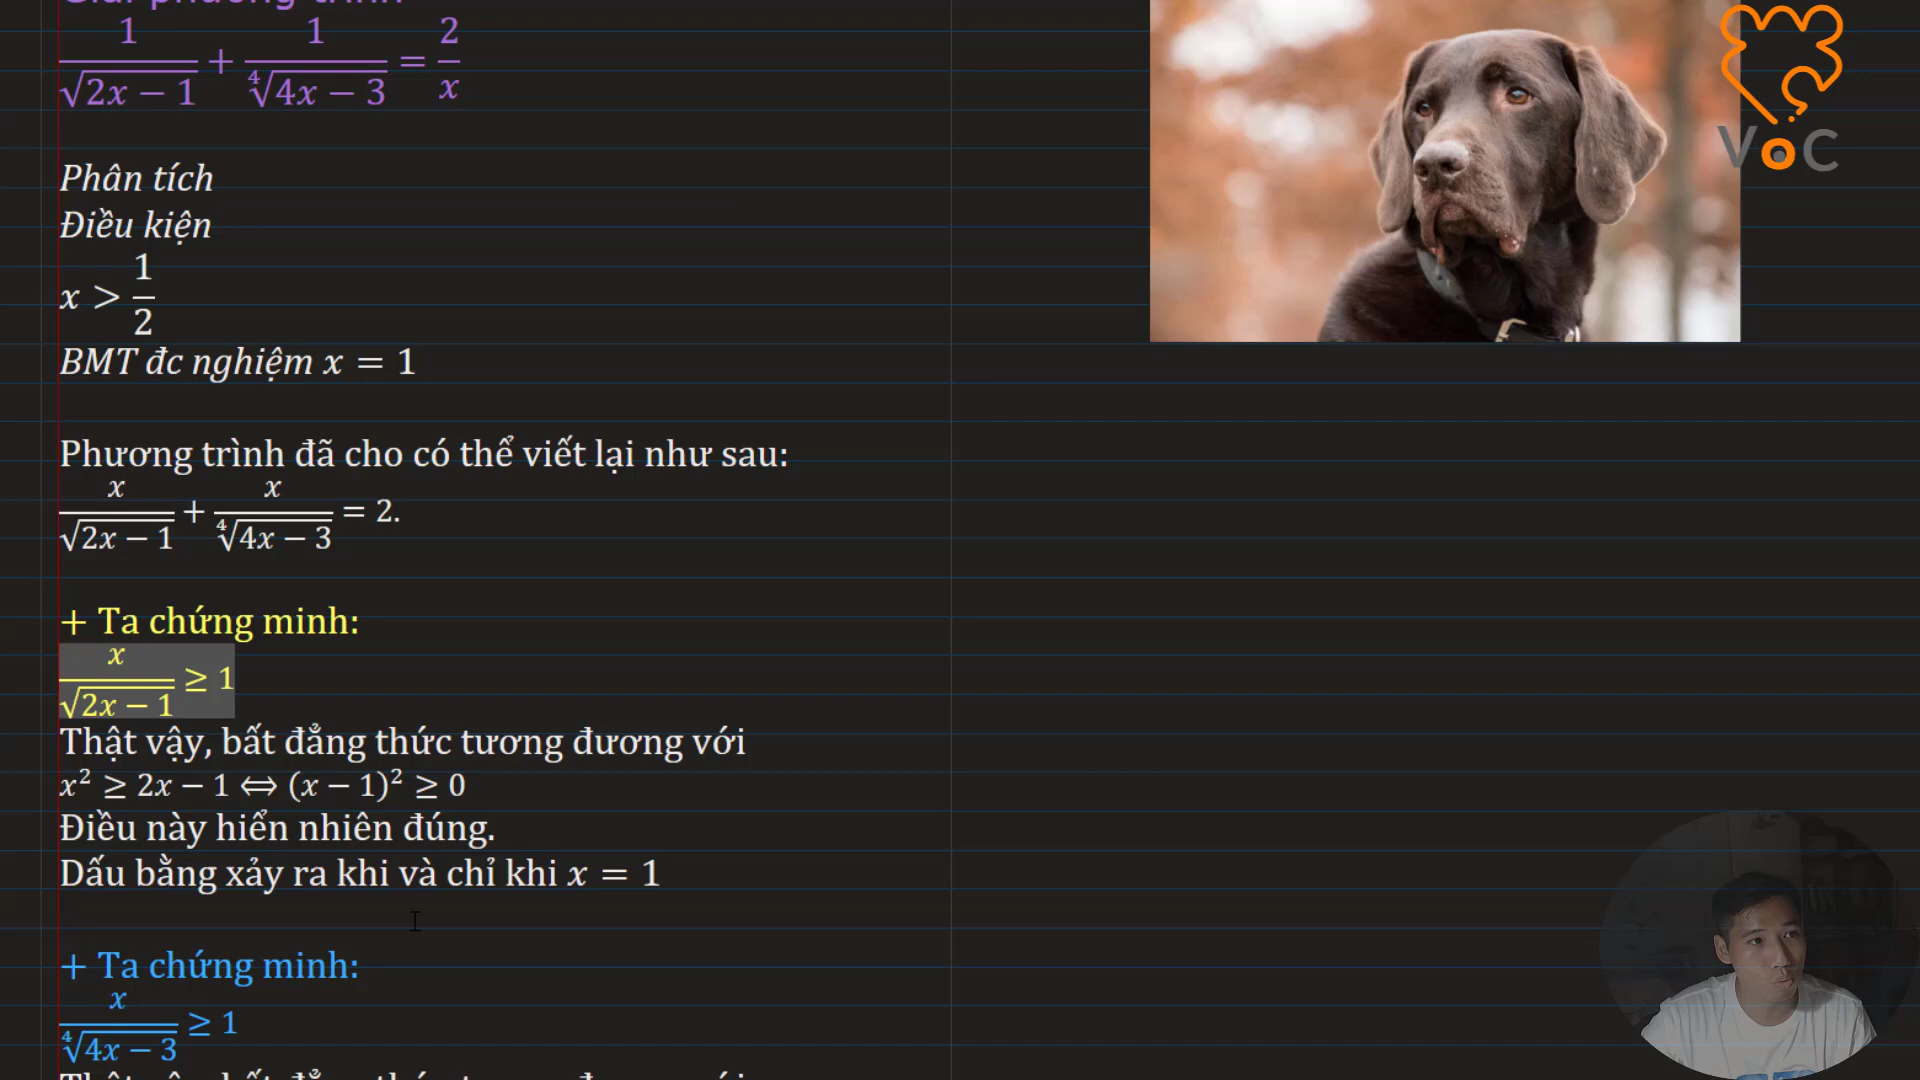 Giải phương trình
1/√(2x − 1) + 1/∜(4x − 3) = 2/x
Phân tích
Điều kiện
x > 1/2
BMT đc nghiệm x = 1
Phương trình đã cho có thể viết lại như sau:
x/√(2x − 1) + x/∜(4x − 3) = 2.
+ Ta chứng minh:
x/√(2x − 1) ≥ 1
Thật vậy, bất đẳng thức tương đương với
x² ≥ 2x − 1 ⟺ (x − 1)² ≥ 0
Điều này hiển nhiên đúng.
Dấu bằng xảy ra khi và chỉ khi x = 1
+ Ta chứng minh:
x/∜(4x − 3) ≥ 1
VoC